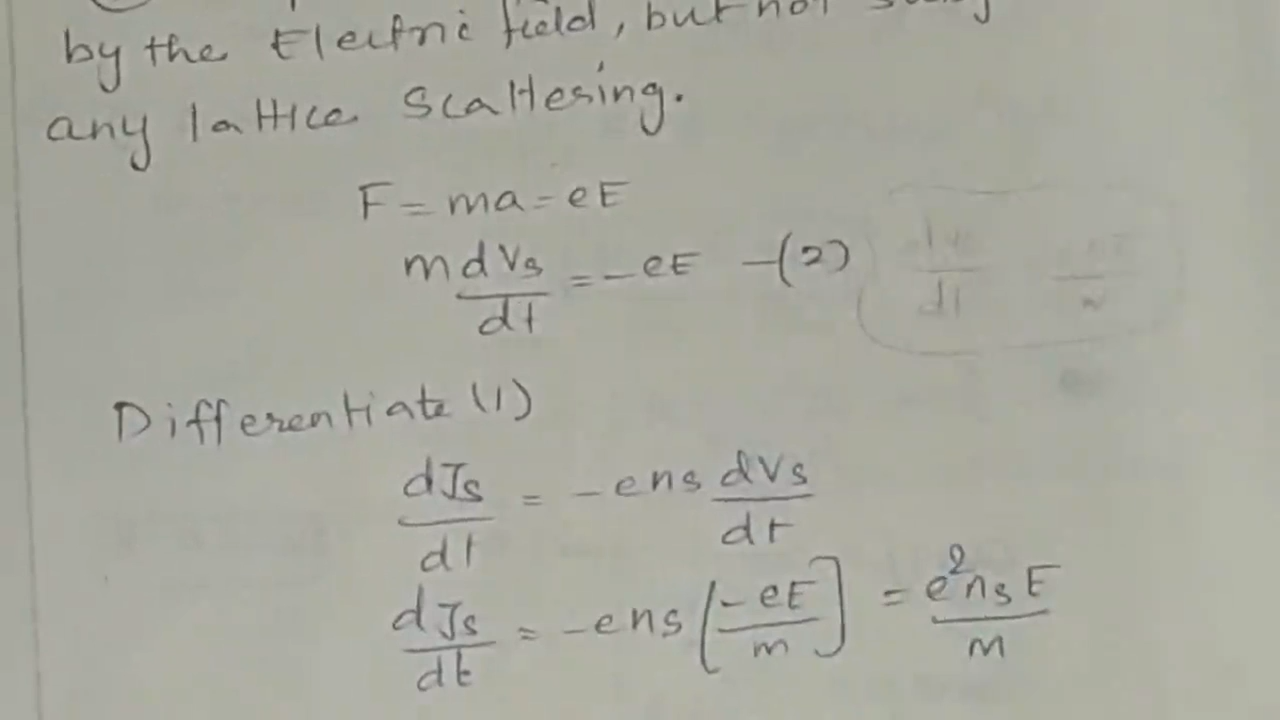 by the Electric field, but not
any lattice Scattering.
F = ma = eE
m dVs/dt = -eE -(2)
Differentiate (1)
dJs/dt = -ens dVs/dt
dJs/dt = -ens [-eE/m] = e²nsE/m